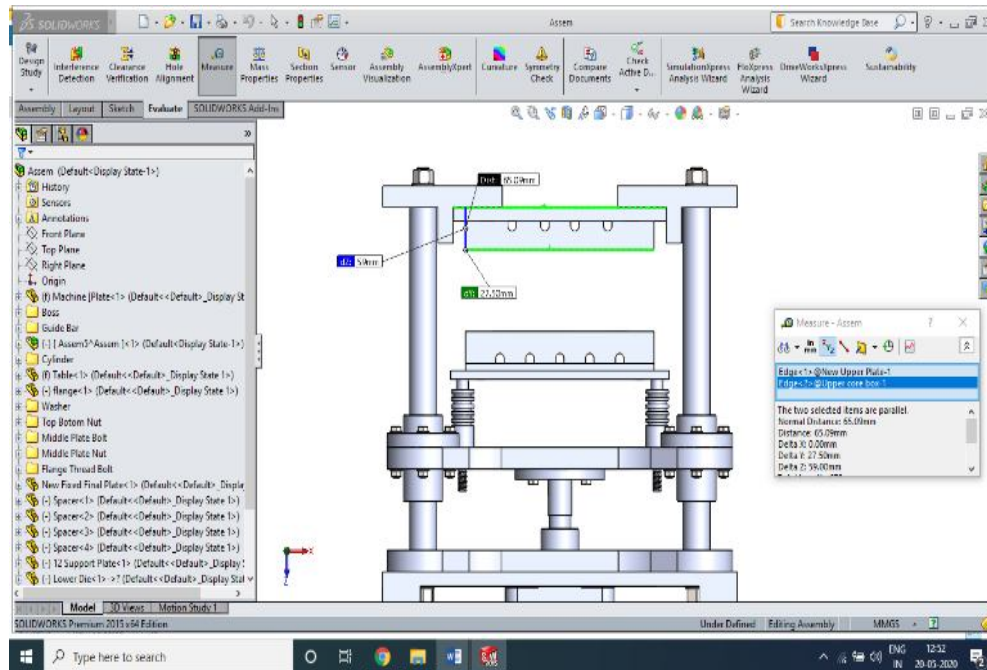 SOLIDWORKS
Assem
Search Knowledge Base
Design Study
Interference Detection
Clearance Verification
Hole Alignment
Measure
Mass Properties
Section Properties
Sensor
Assembly Visualization
AssemblyXpert
Curvature
Symmetry Check
Compare Documents
Check Active D...
SimulationXpress Analysis Wizard
FloXpress Analysis Wizard
DriveWorksXpress Wizard
Sustainability
Assembly Layout Sketch Evaluate SOLIDWORKS Add-Ins
Assem (Default<Display State-1>)
History
Sensors
Annotations
Front Plane
Top Plane
Right Plane
Origin
(f) Machine [Plate<1> (Default<<Default>_Display St
Boss
Guide Bar
(-) [ Assem5^Assem ]<1> (Default<Display State-1>)
Cylinder
(f) Table<1> (Default<<Default>_Display State 1>)
(-) flange<1> (Default<<Default>_Display State 1>)
Washer
Top Botom Nut
Middle Plate Bolt
Middle Plate Nut
Flange Thread Bolt
New Fixed Final Plate<1> (Default<<Default>_Displa
(-) Spacer<1> (Default<<Default>_Display State 1>)
(-) Spacer<2> (Default<<Default>_Display State 1>)
(-) Spacer<3> (Default<<Default>_Display State 1>)
(-) Spacer<4> (Default<<Default>_Display State 1>)
(-) 12 Support Plate<1> (Default<<Default>_Display
(-) Lower Die<1> ->? (Default<<Default>_Display Stat
Dist: 65.09mm
dZ: 59mm
dY: 27.50mm
X
Z
Measure - Assem
Edge<1>@New Upper Plate-1
Edge<2>@Upper core box-1
The two selected items are parallel.
Normal Distance: 65.09mm
Distance: 65.09mm
Delta X: 0.00mm
Delta Y: 27.50mm
Delta Z: 59.00mm
Model 3D Views Motion Study 1
SOLIDWORKS Premium 2015 x64 Edition
Under Defined Editing Assembly MMGS
Type here to search
ENG
IN
12:52
20-05-2020
2